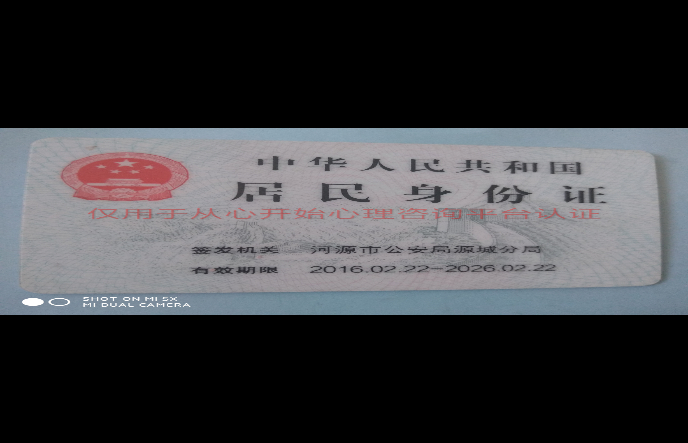 中华人民共和国
居民身份证
仅用于从心开始心理咨询平台认证
签发机关 河源市公安局源城分局
有效期限 2016.02.22-2026.02.22
SHOT ON MI 5X
MI DUAL CAMERA